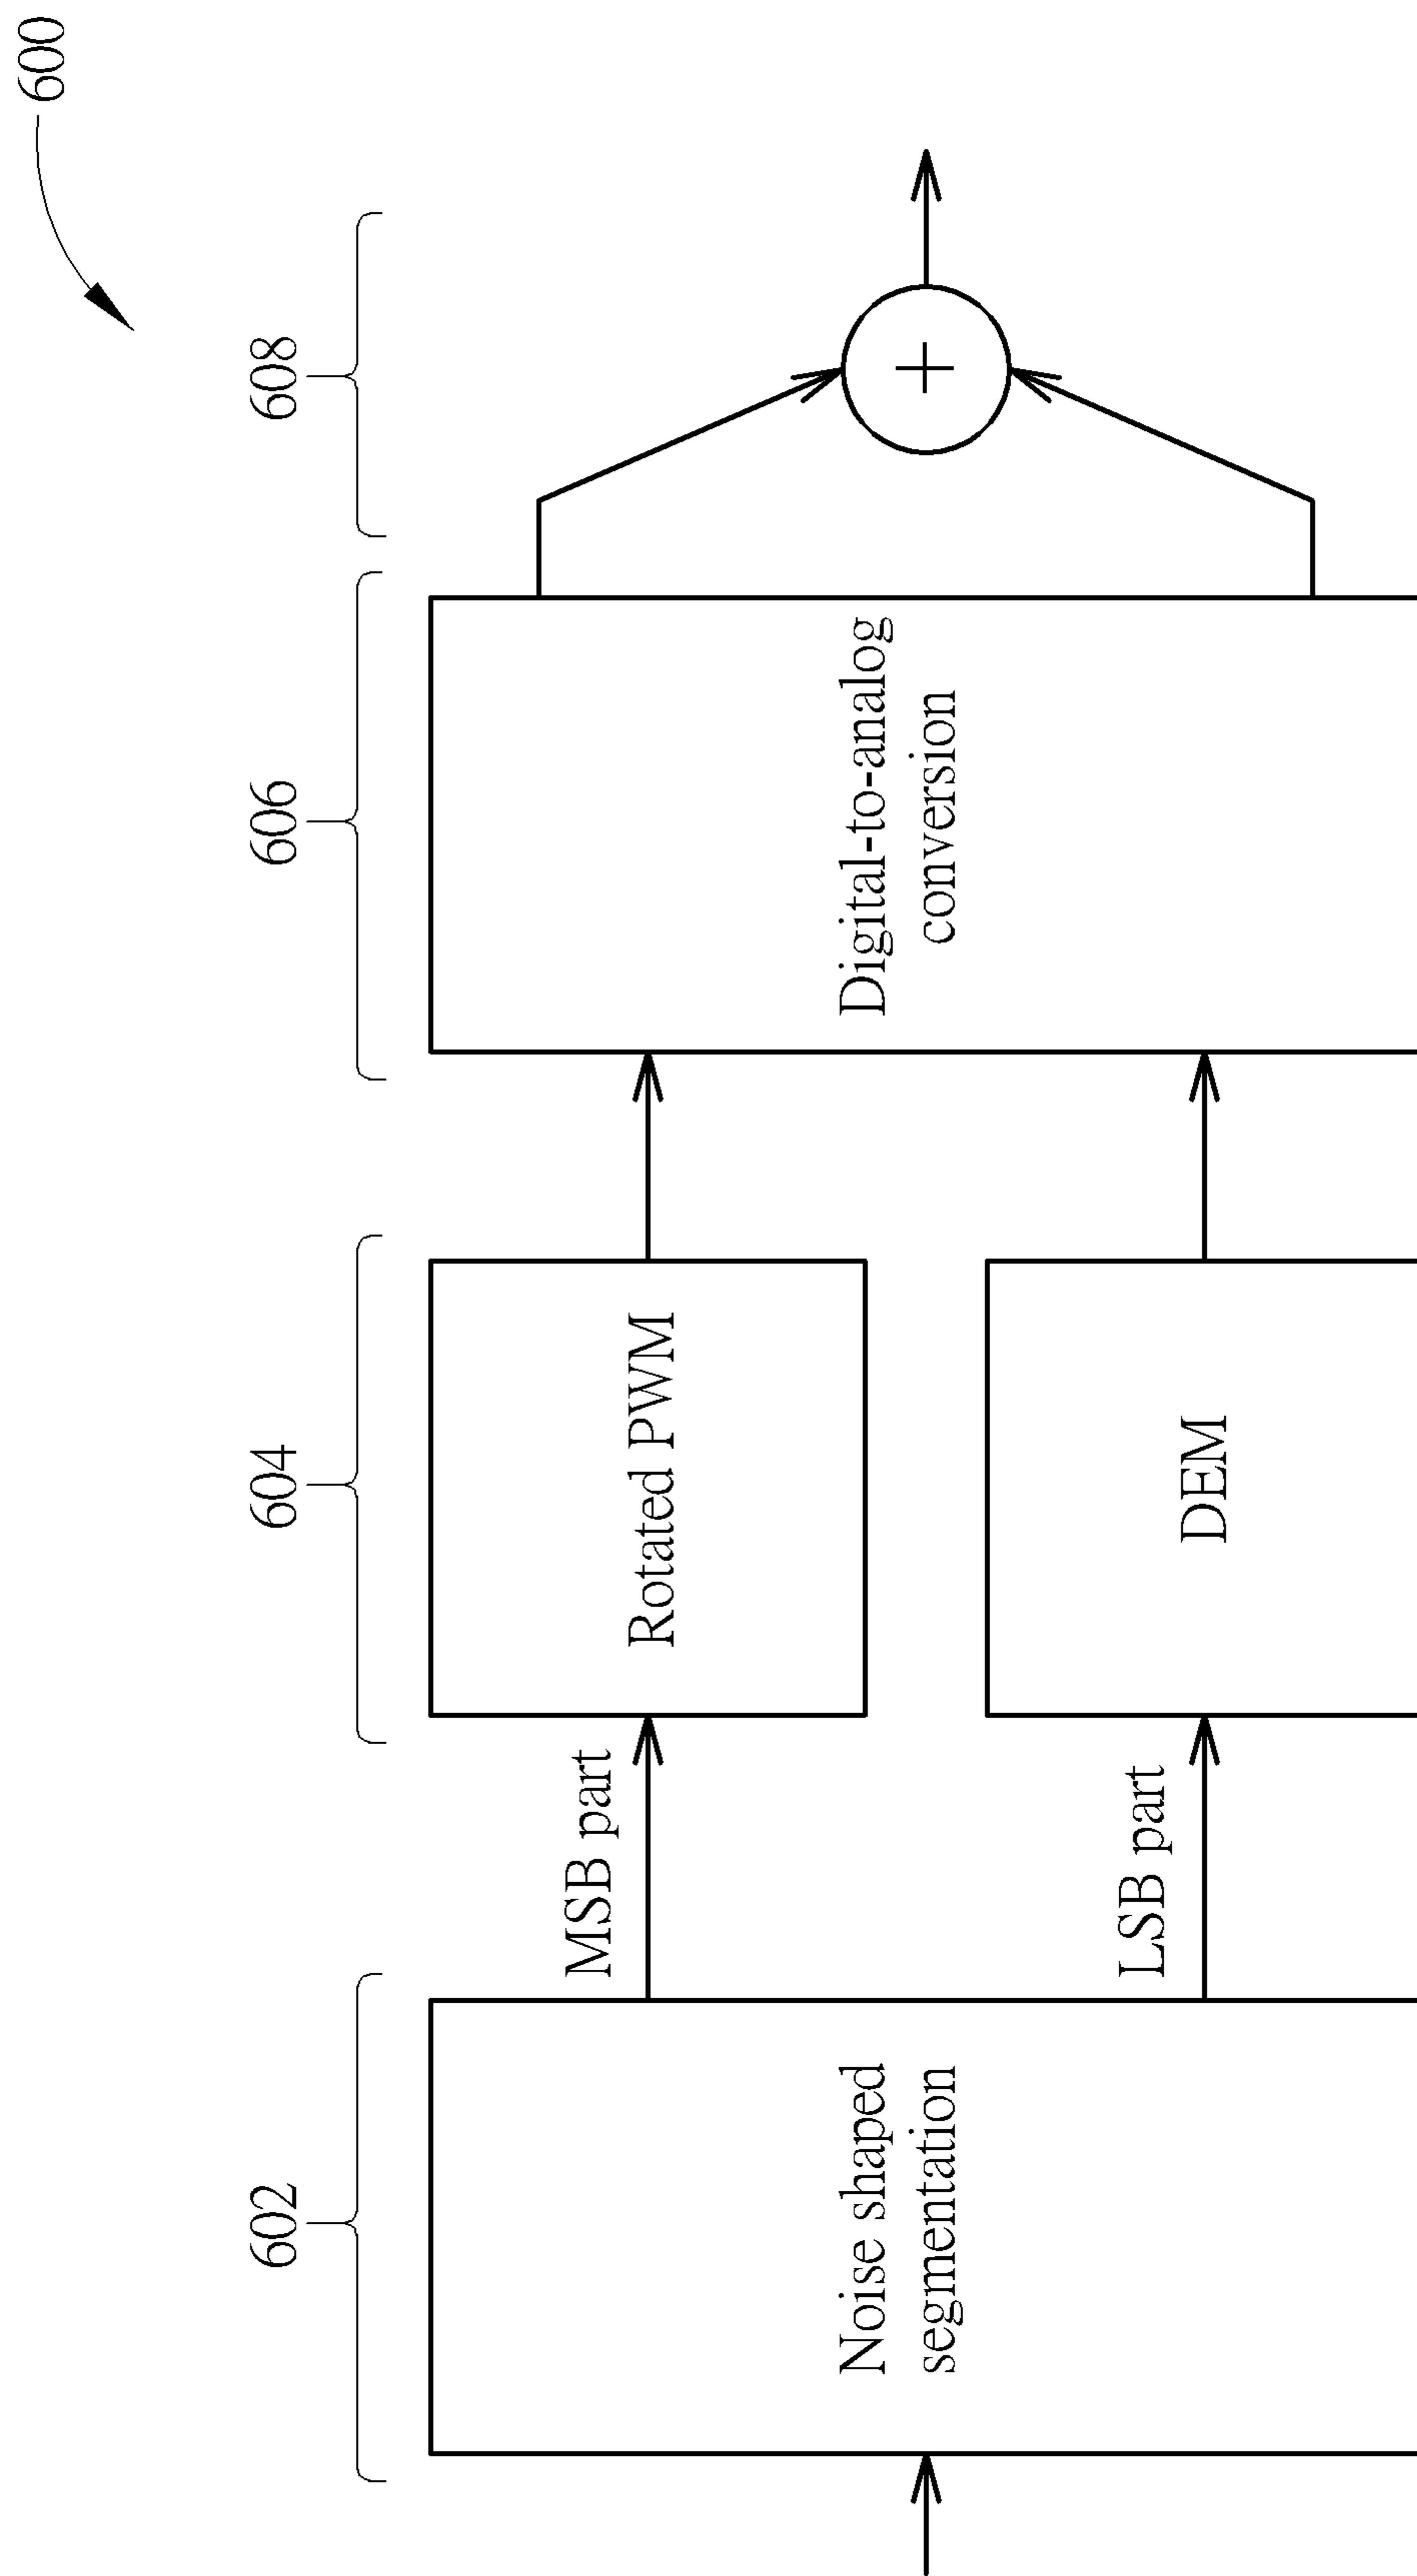 600
602
604
606
608
Noise shaped
segmentation
MSB part
LSB part
Rotated PWM
DEM
Digital-to-analog
conversion
+